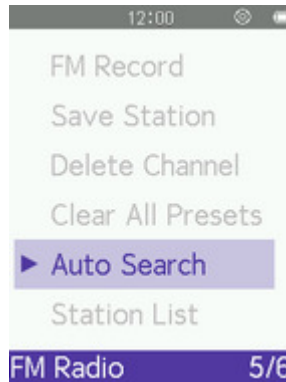 12:00
FM Record
Save Station
Delete Channel
Clear All Presets
Auto Search
Station List
FM Radio 5/6